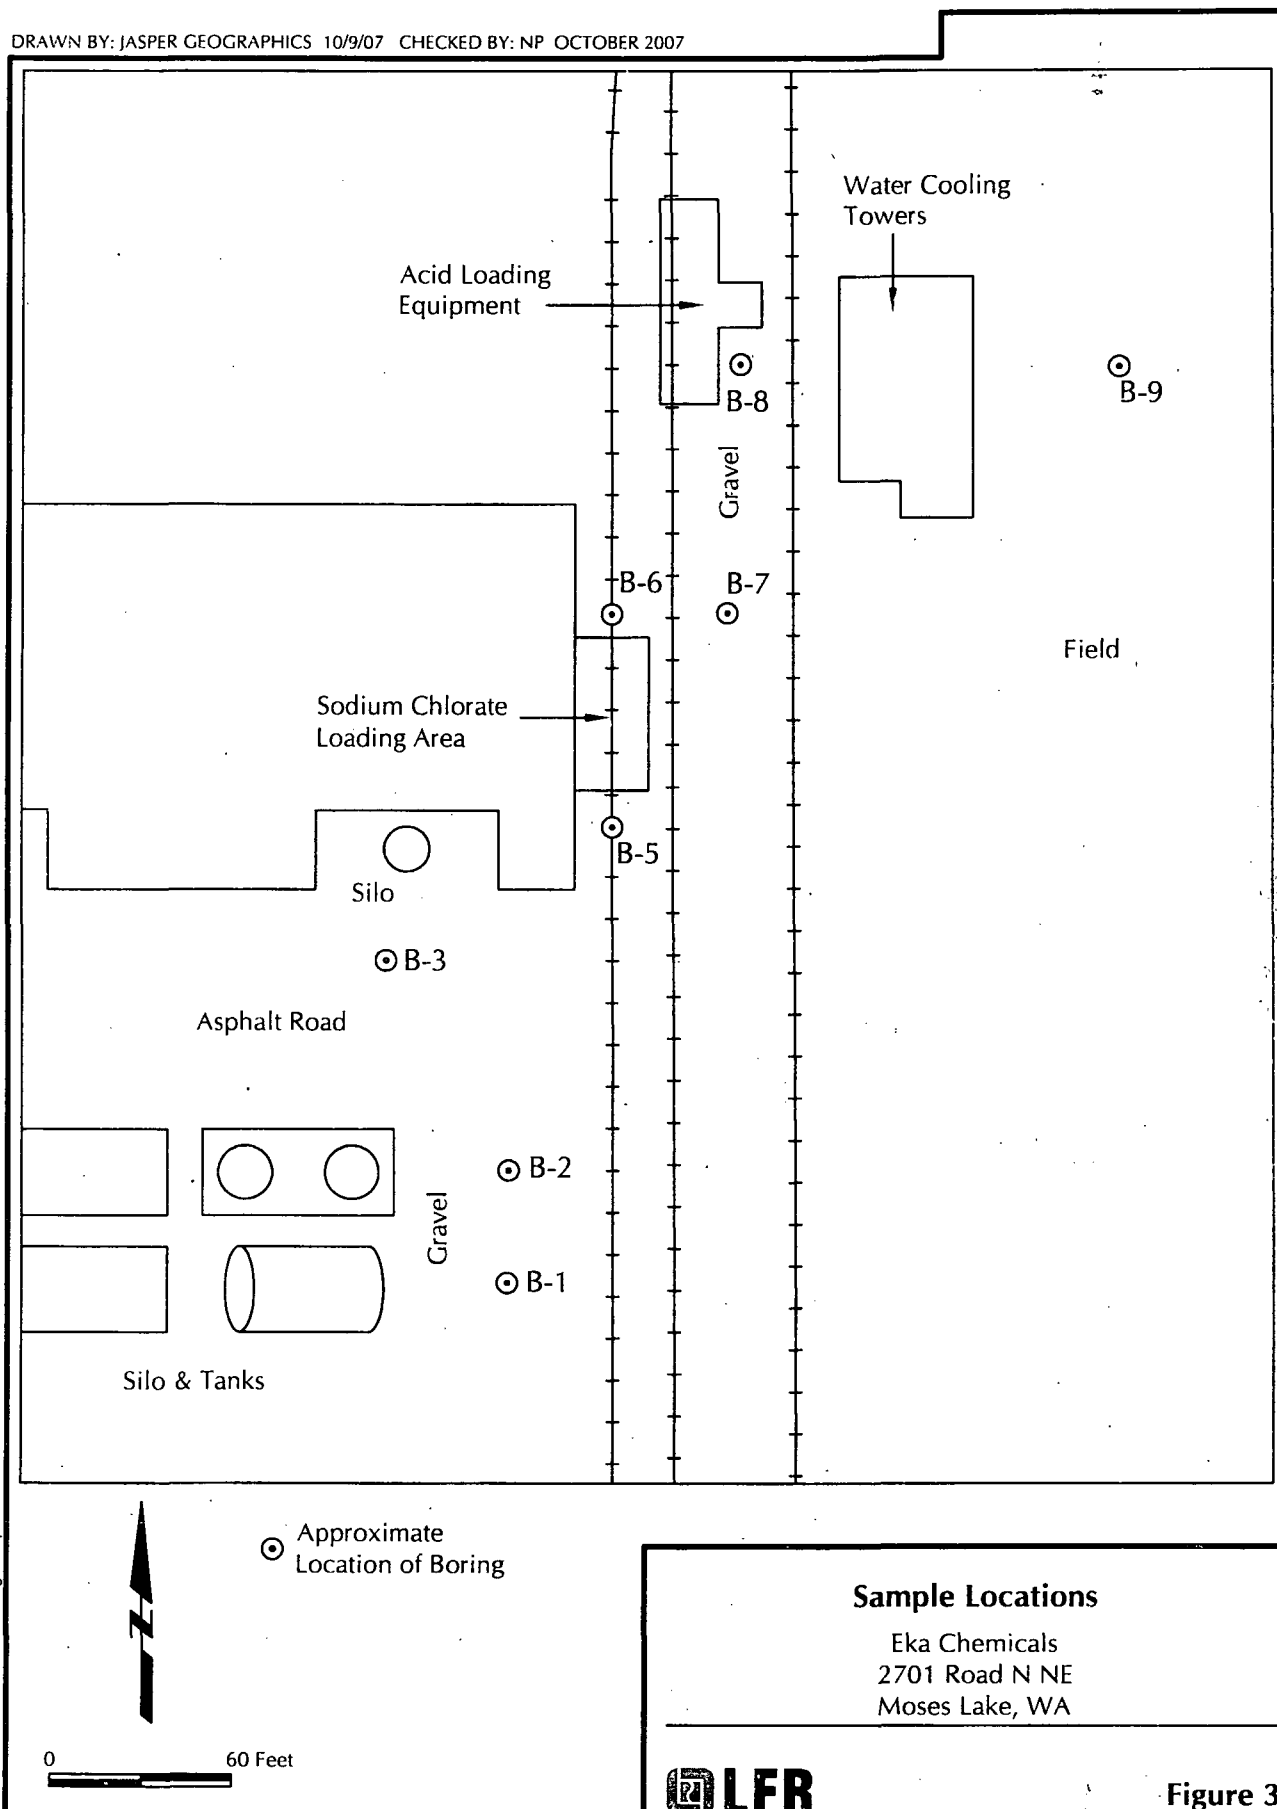 DRAWN BY: JASPER GEOGRAPHICS 10/9/07 CHECKED BY: NP OCTOBER 2007
Water Cooling
Towers
Acid Loading
Equipment
B-8
B-9
Gravel
B-6
B-7
Field
Sodium Chlorate
Loading Area
B-5
Silo
B-3
Asphalt Road
B-2
Gravel
B-1
Silo & Tanks
Approximate
Location of Boring
N
0 60 Feet
Sample Locations
Eka Chemicals
2701 Road N NE
Moses Lake, WA
LFR
Figure 3